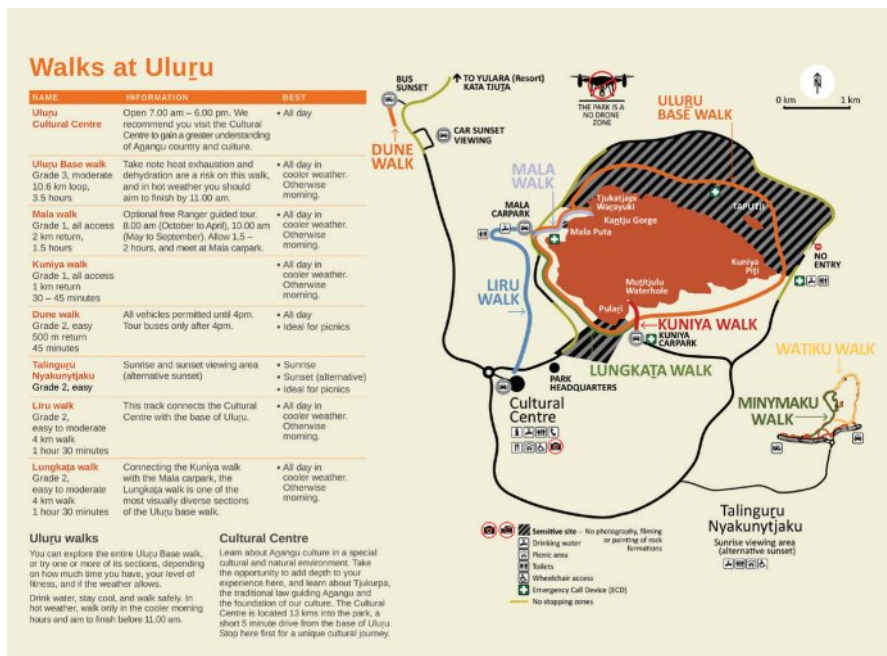 Walks at Uluṟu
NAME INFORMATION BEST
Uluṟu
Cultural Centre
Open 7.00 am – 6.00 pm. We
recommend you visit the Cultural
Centre to gain a greater understanding
of Aṉangu country and culture.
• All day
Uluṟu Base walk
Grade 3, moderate
10.6 km loop,
3.5 hours
Take note heat exhaustion and
dehydration are a risk on this walk,
and in hot weather you should
aim to finish by 11.00 am.
• All day in
cooler weather.
Otherwise
morning.
Mala walk
Grade 1, all access
2 km return,
1.5 hours
Optional free Ranger guided tour.
8.00 am (October to April), 10.00 am
(May to September). Allow 1.5 –
2 hours, and meet at Mala carpark.
• All day in
cooler weather.
Otherwise
morning.
Kuniya walk
Grade 1, all access
1 km return
30 – 45 minutes
• All day in
cooler weather.
Otherwise
morning.
Dune walk
Grade 2, easy
500 m return
45 minutes
All vehicles permitted until 4pm.
Tour buses only after 4pm.
• All day
• Ideal for picnics
Talinguṟu
Nyakunytjaku
Grade 2, easy
Sunrise and sunset viewing area
(alternative sunset)
• Sunrise
• Sunset (alternative)
• Ideal for picnics
Liru walk
Grade 2,
easy to moderate
4 km walk
1 hour 30 minutes
This track connects the Cultural
Centre with the base of Uluṟu.
• All day in
cooler weather.
Otherwise
morning.
Lungkaṯa walk
Grade 2,
easy to moderate
4 km walk
1 hour 30 minutes
Connecting the Kuniya walk
with the Mala carpark, the
Lungkaṯa walk is one of the
most visually diverse sections
of the Uluṟu base walk.
• All day in
cooler weather.
Otherwise
morning.
Uluṟu walks
You can explore the entire Uluṟu Base walk,
or try one or more of its sections, depending
on how much time you have, your level of
fitness, and if the weather allows.
Drink water, stay cool, and walk safely. In
hot weather, walk only in the cooler morning
hours and aim to finish before 11.00 am.
Cultural Centre
Learn about Aṉangu culture in a special
cultural and natural environment. Take
the opportunity to add depth to your
experience here, and learn about Tjukurpa,
the traditional law guiding Aṉangu and
the foundation of our culture. The Cultural
Centre is located 13 kms into the park, a
short 5 minute drive from the base of Uluṟu.
Stop here first for a unique cultural journey.
BUS
SUNSET
TO YULARA (Resort)
KATA TJUṮA
THE PARK IS A
NO DRONE
ZONE
N
0 km 1 km
DUNE
WALK
CAR SUNSET
VIEWING
ULUṞU
BASE WALK
MALA
WALK
MALA
CARPARK
Tjukatjapi
Waṟayuki
Kantju Gorge
Mala Puta
TAPUTJI
NO
ENTRY
Kuniya
Piṯi
Muṯitjulu
Waterhole
Pulaṟi
LIRU
WALK
KUNIYA WALK
KUNIYA
CARPARK
LUNGKAṮA WALK
PARK
HEADQUARTERS
Cultural
Centre
WATIKU WALK
MINYMAKU
WALK
Talinguṟu
Nyakunytjaku
Sunrise viewing area
(alternative sunset)
Sensitive site – No photography, filming
or painting of rock
formations
Drinking water
Picnic area
Toilets
Wheelchair access
Emergency Call Device (ECD)
No stopping zones